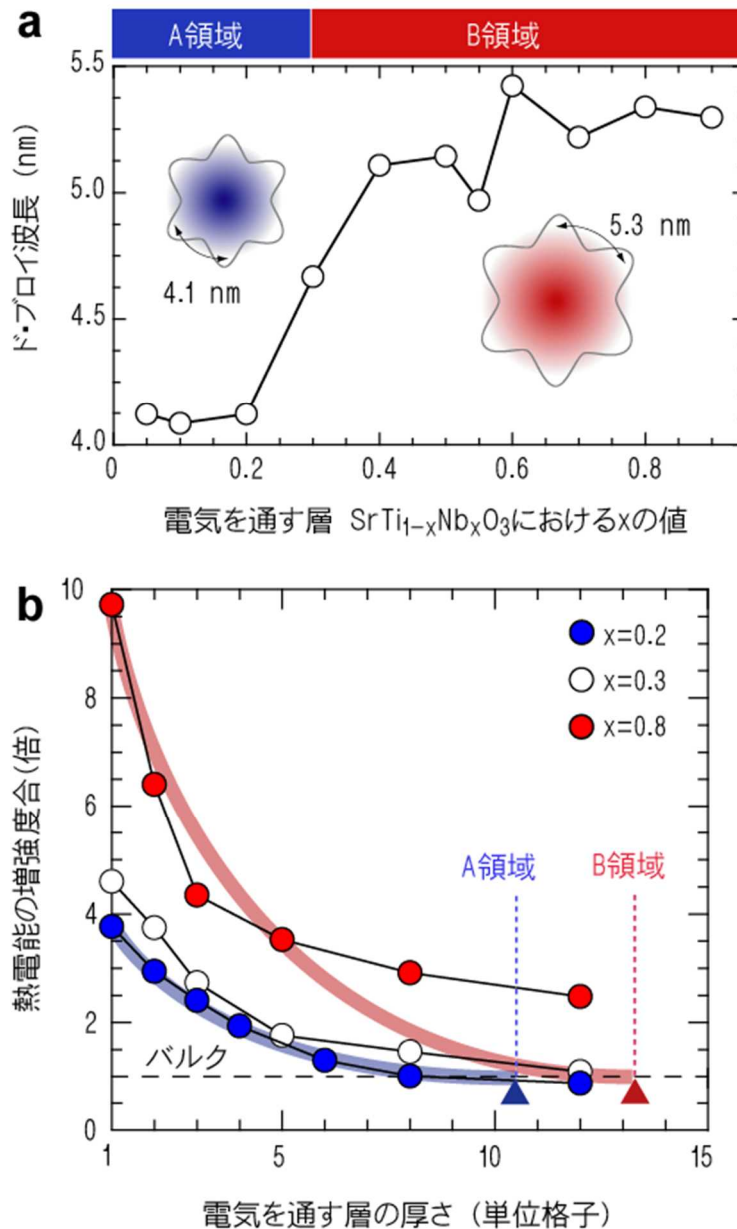 a
A領域 B領域
5.5
5.0
4.5
4.0
ド・ブロイ波長 (nm)
4.1 nm
5.3 nm
0 0.2 0.4 0.6 0.8
電気を通す層 SrTi₁₋ₓNbₓO₃におけるxの値
b
10
8
6
4
2
0
熱電能の増強度合(倍)
x=0.2
x=0.3
x=0.8
A領域 B領域
バルク
1 5 10 15
電気を通す層の厚さ (単位格子)